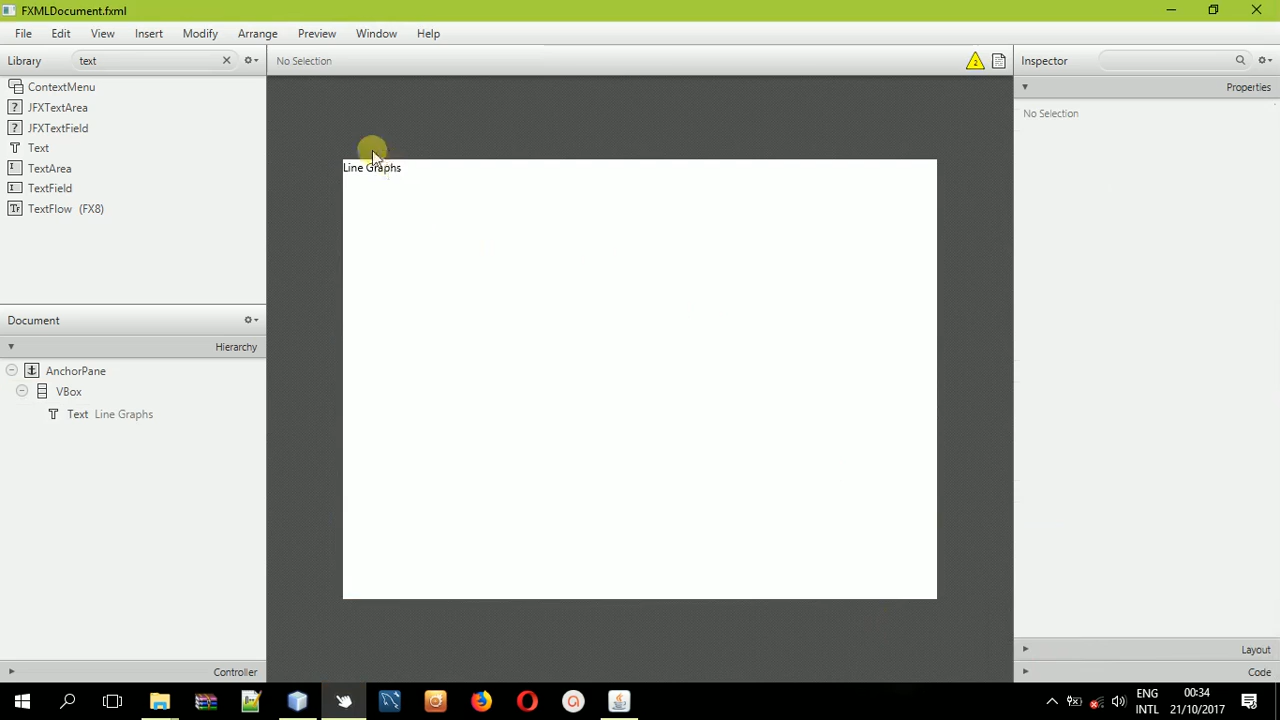 FXMLDocument.fxml
File Edit View Insert Modify Arrange Preview Window Help
Library text No Selection 2 Inspector
ContextMenu Properties
? JFXTextArea No Selection
? JFXTextField
T Text
TextArea
TextField
TF TextFlow (FX8)
Line Graphs
Document
Hierarchy
AnchorPane
VBox
T Text Line Graphs
Layout
Controller Code
ENG 00:34
INTL 21/10/2017